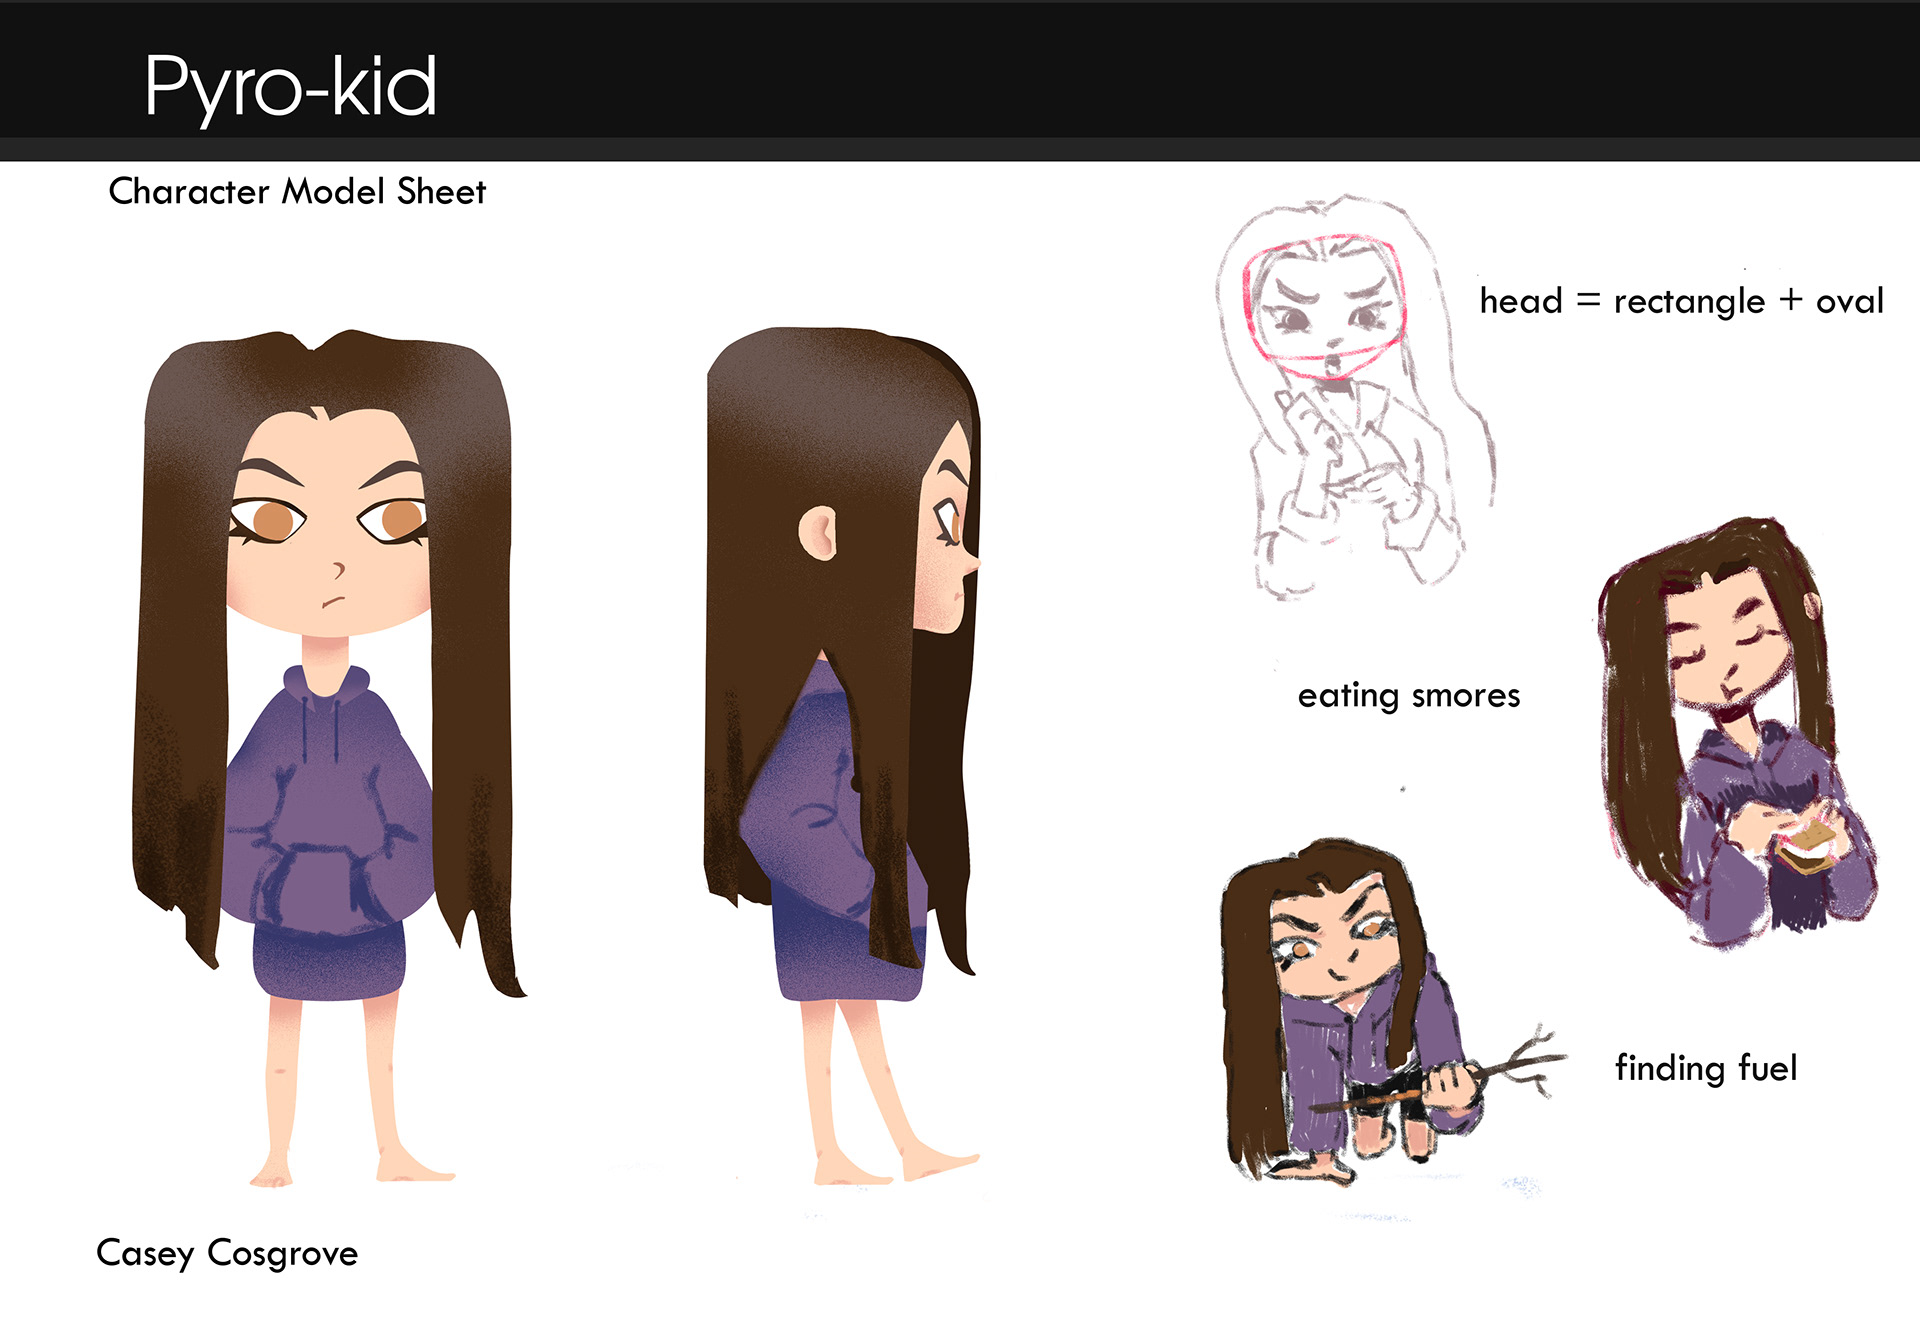 Pyro-kid
Character Model Sheet
head = rectangle + oval
eating smores
finding fuel
Casey Cosgrove